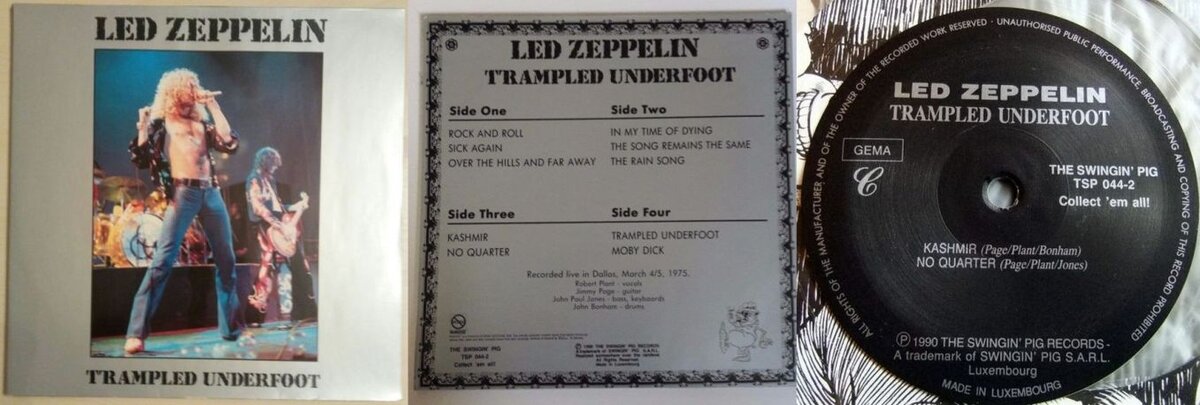 LED ZEPPELIN
TRAMPLED UNDERFOOT
LED ZEPPELIN
TRAMPLED UNDERFOOT
Side One
ROCK AND ROLL
SICK AGAIN
OVER THE HILLS AND FAR AWAY
Side Two
IN MY TIME OF DYING
THE SONG REMAINS THE SAME
THE RAIN SONG
Side Three
KASHMIR
NO QUARTER
Side Four
TRAMPLED UNDERFOOT
MOBY DICK
Recorded live in Dallas, March 4/5, 1975.
Robert Plant - vocals
Jimmy Page - guitar
John Paul Jones - bass, keyboards
John Bonham - drums
THE SWINGIN' PIG
TSP 044-2
Collect 'em all!
ALL RIGHTS OF THE MANUFACTURER AND OF THE OWNER OF THE RECORDED WORK RESERVED · UNAUTHORISED PUBLIC PERFORMANCE, BROADCASTING AND COPYING OF THIS RECORD PROHIBITED
LED ZEPPELIN
TRAMPLED UNDERFOOT
GEMA
THE SWINGIN' PIG
TSP 044-2
Collect 'em all!
KASHMIR (Page/Plant/Bonham)
NO QUARTER (Page/Plant/Jones)
℗ 1990 THE SWINGIN' PIG RECORDS -
A trademark of SWINGIN' PIG S.A.R.L.
Luxembourg
MADE IN LUXEMBOURG